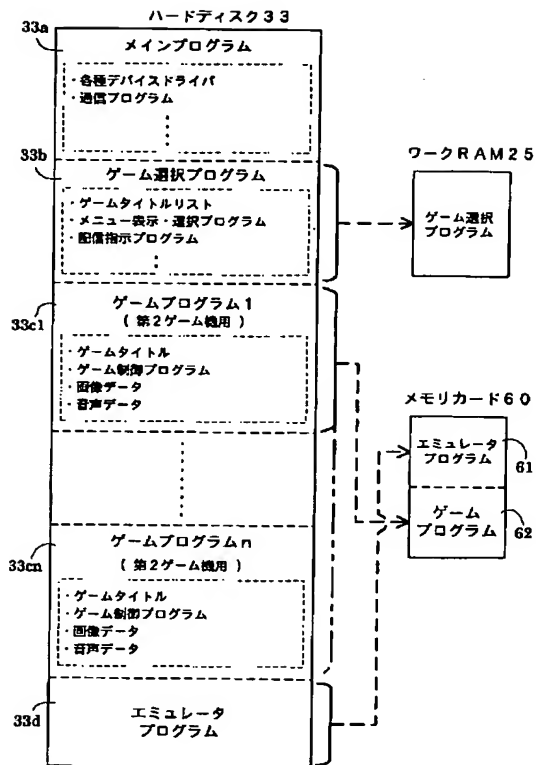 ハードディスク33
33a
メインプログラム
・各種デバイスドライバ
・通信プログラム
33b
ゲーム選択プログラム
・ゲームタイトルリスト
・メニュー表示・選択プログラム
・配信指示プログラム
ワークRAM25
ゲーム選択
プログラム
33c1
ゲームプログラム1
( 第2ゲーム機用 )
・ゲームタイトル
・ゲーム制御プログラム
・画像データ
・音声データ
メモリカード60
エミュレータ
プログラム
61
ゲーム
プログラム
62
33cn
ゲームプログラムn
( 第2ゲーム機用 )
・ゲームタイトル
・ゲーム制御プログラム
・画像データ
・音声データ
33d
エミュレータ
プログラム